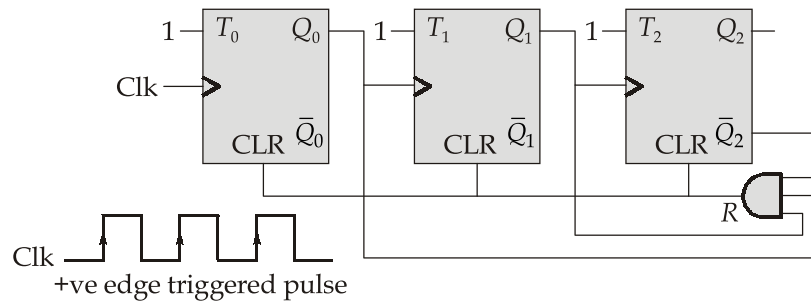 1 T₀ Q₀ 1 T₁ Q₁ 1 T₂ Q₂
Clk
Q̄₀ Q̄₁ Q̄₂
CLR CLR CLR
R
Clk
+ve edge triggered pulse